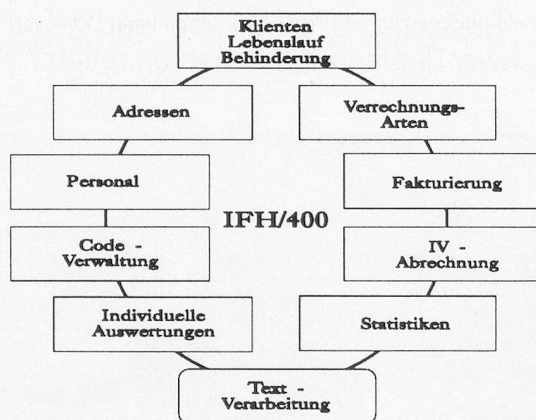 Klienten
Lebenslauf
Behinderung
Adressen
Verrechnungs-
Arten
Personal
Fakturierung
IFH/400
Code -
Verwaltung
IV -
Abrechnung
Individuelle
Auswertungen
Statistiken
Text -
Verarbeitung